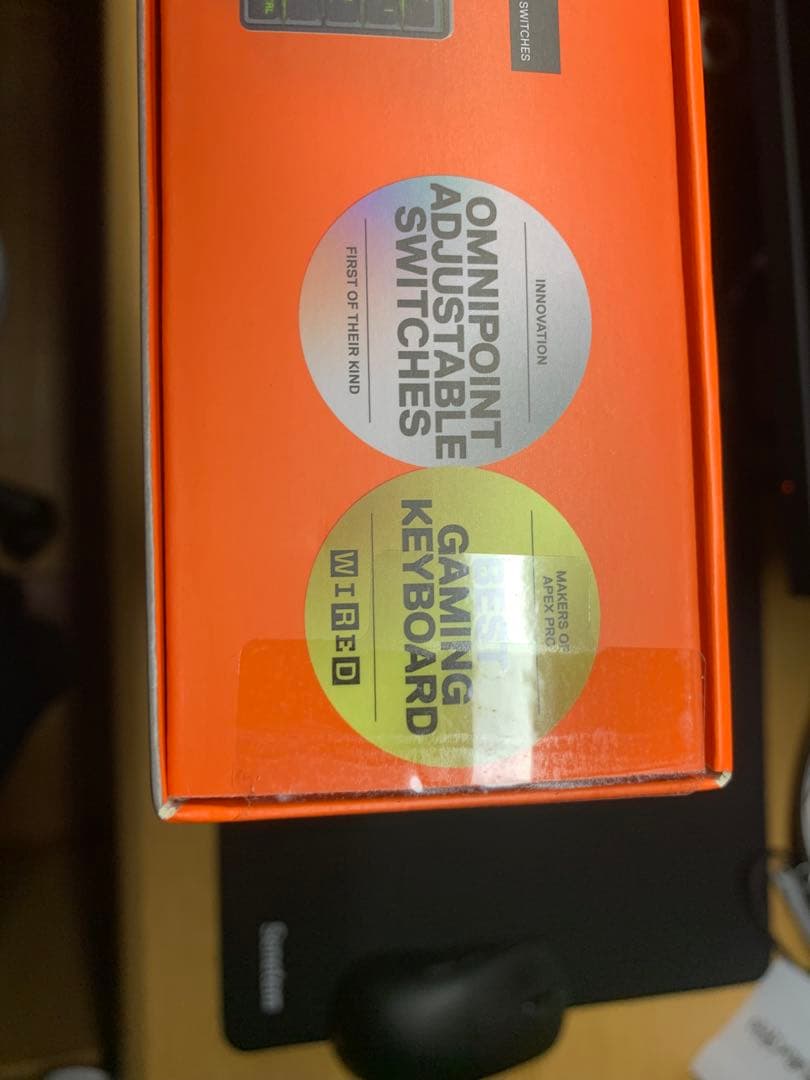 SWITCHES
INNOVATION
OMNIPOINT
ADJUSTABLE
SWITCHES
FIRST OF THEIR KIND
MAKERS OF
APEX PRO
BEST
GAMING
KEYBOARD
WIRED